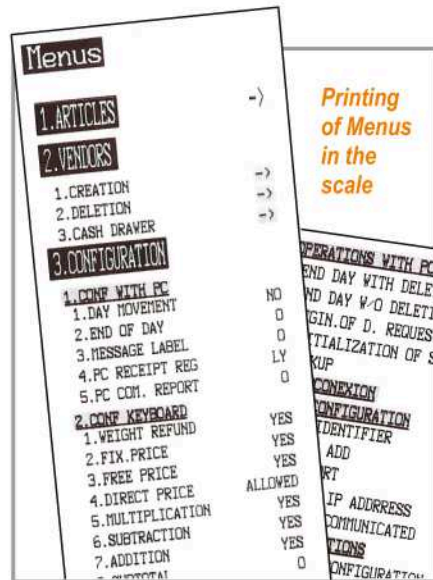 Menus
1.ARTICLES ->
2.VENDORS
1.CREATION ->
2.DELETION ->
3.CASH DRAWER ->
3.CONFIGURATION
1.CONF WITH PC
1.DAY MOVEMENT NO
2.END OF DAY 0
3.MESSAGE LABEL 0
4.PC RECEIPT REG LY
5.PC COM. REPORT 0
2.CONF KEYBOARD
1.WEIGHT REFUND YES
2.FIX.PRICE YES
3.FREE PRICE YES
4.DIRECT PRICE ALLOWED
5.MULTIPLICATION YES
6.SUBTRACTION YES
7.ADDITION YES
SUBTOTAL 0
Printing
of Menus
in the
scale
OPERATIONS WITH PC
END DAY WITH DELE
ND DAY W/O DELETI
GIN.OF D. REQUES
ITIALIZATION OF S
KUP
CONEXION
CONFIGURATION
IDENTIFIER
ADD
RT
IP ADDRRESS
COMMUNICATED
TIONS
ONFIGURATION